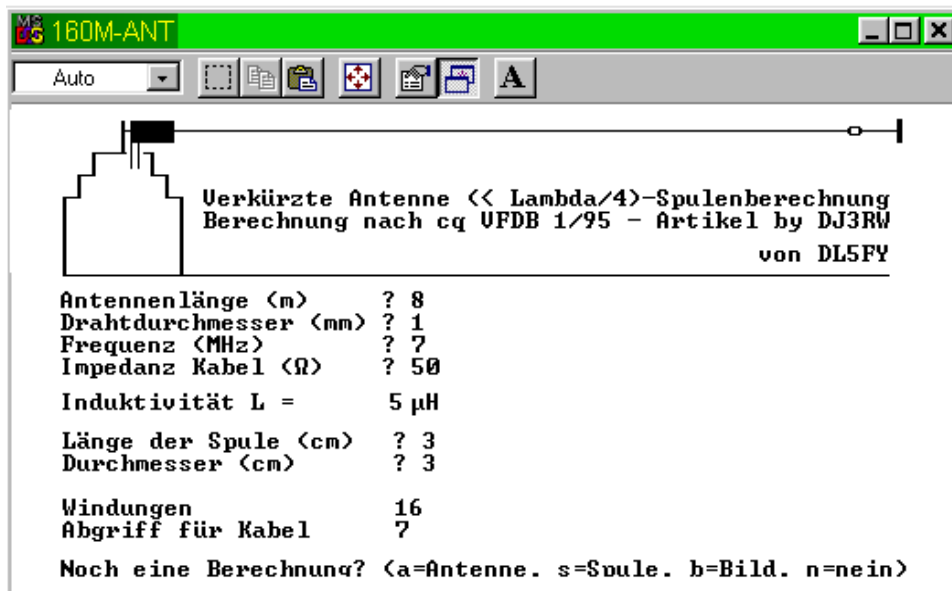 MS DOS 160M-ANT
Auto A
Verkürzte Antenne (<< Lambda/4)-Spulenberechnung
Berechnung nach cq VFDB 1/95 - Artikel by DJ3RW
von DL5FY
Antennenlänge (m) ? 8
Drahtdurchmesser (mm) ? 1
Frequenz (MHz) ? 7
Impedanz Kabel (Ω) ? 50
Induktivität L = 5 µH
Länge der Spule (cm) ? 3
Durchmesser (cm) ? 3
Windungen 16
Abgriff für Kabel 7
Noch eine Berechnung? (a=Antenne. s=Spule. b=Bild. n=nein)